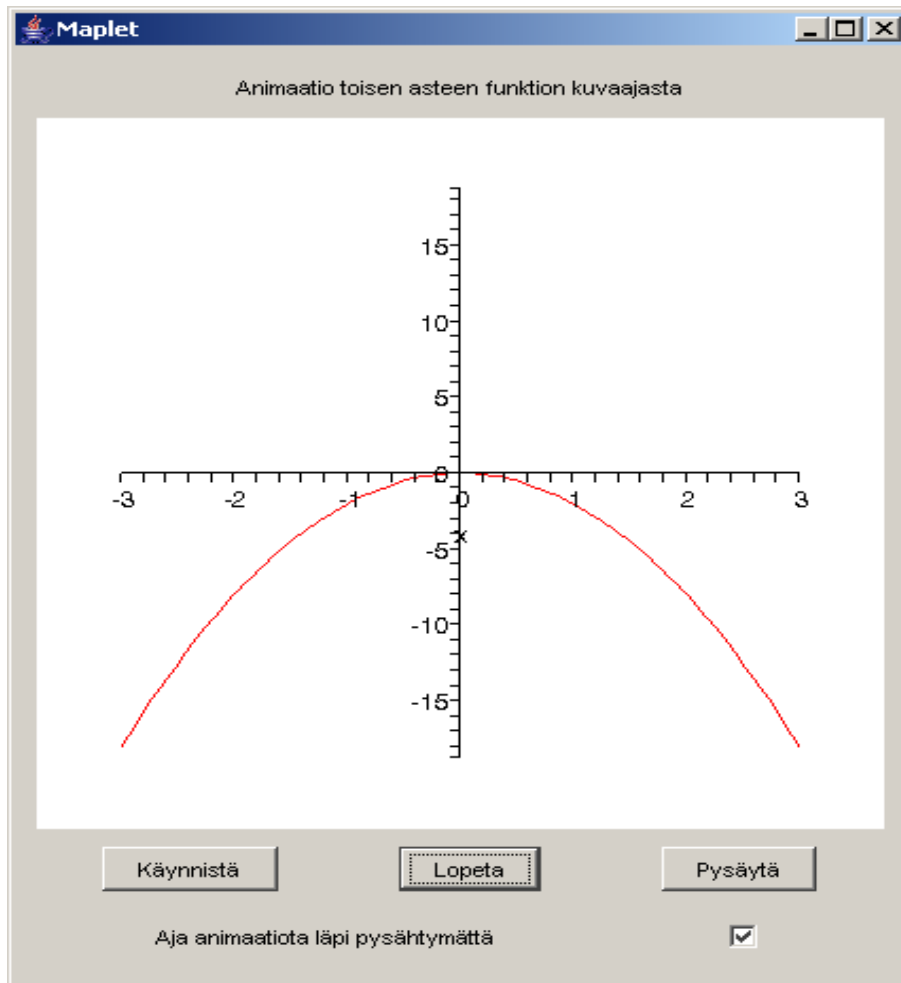 Maplet
Animaatio toisen asteen funktion kuvaajasta
15
10
5
0
-3 -2 -1 0 1 2 3
x
-5
-10
-15
Käynnistä Lopeta Pysäytä
Aja animaatiota läpi pysähtymättä